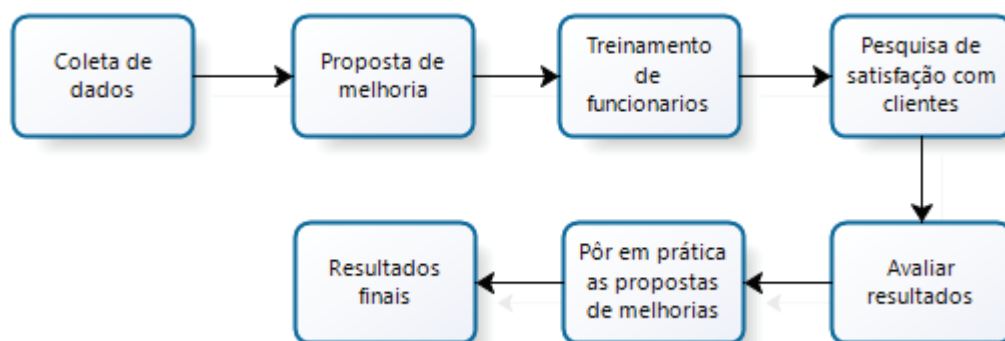 Coleta de
dados
Proposta de
melhoria
Treinamento
de
funcionarios
Pesquisa de
satisfação com
clientes
Avaliar
resultados
Pôr em prática
as propostas
de melhorias
Resultados
finais